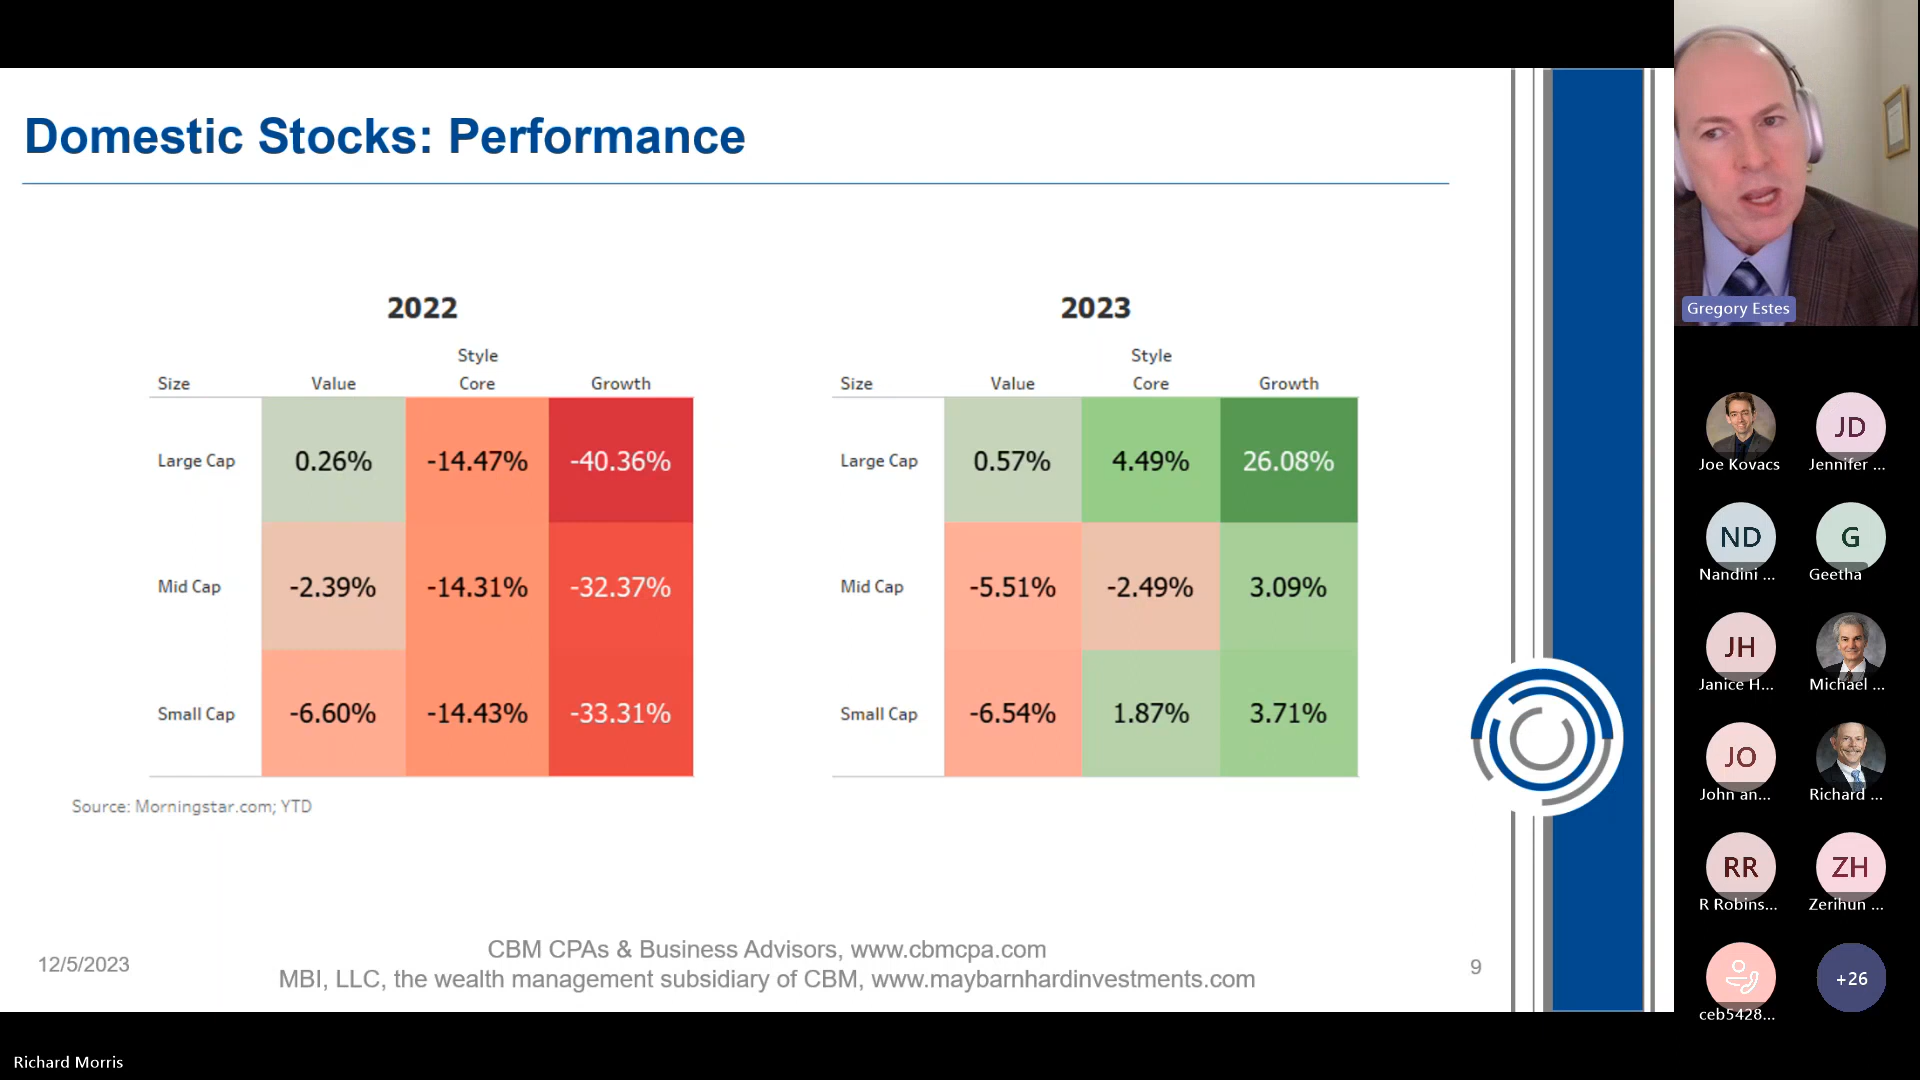 Domestic Stocks: Performance
2022
Style
Size Value Core Growth
Large Cap 0.26% -14.47% -40.36%
Mid Cap -2.39% -14.31% -32.37%
Small Cap -6.60% -14.43% -33.31%
2023
Style
Size Value Core Growth
Large Cap 0.57% 4.49% 26.08%
Mid Cap -5.51% -2.49% 3.09%
Small Cap -6.54% 1.87% 3.71%
Source: Morningstar.com; YTD
12/5/2023
CBM CPAs & Business Advisors, www.cbmcpa.com
MBI, LLC, the wealth management subsidiary of CBM, www.maybarnhardinvestments.com
9
Gregory Estes
Joe Kovacs
JD
Jennifer ...
ND
Nandini ...
G
Geetha
JH
Janice H...
Michael ...
JO
John an...
Richard ...
RR
R Robins...
ZH
Zerihun ...
ceb5428...
+26
Richard Morris